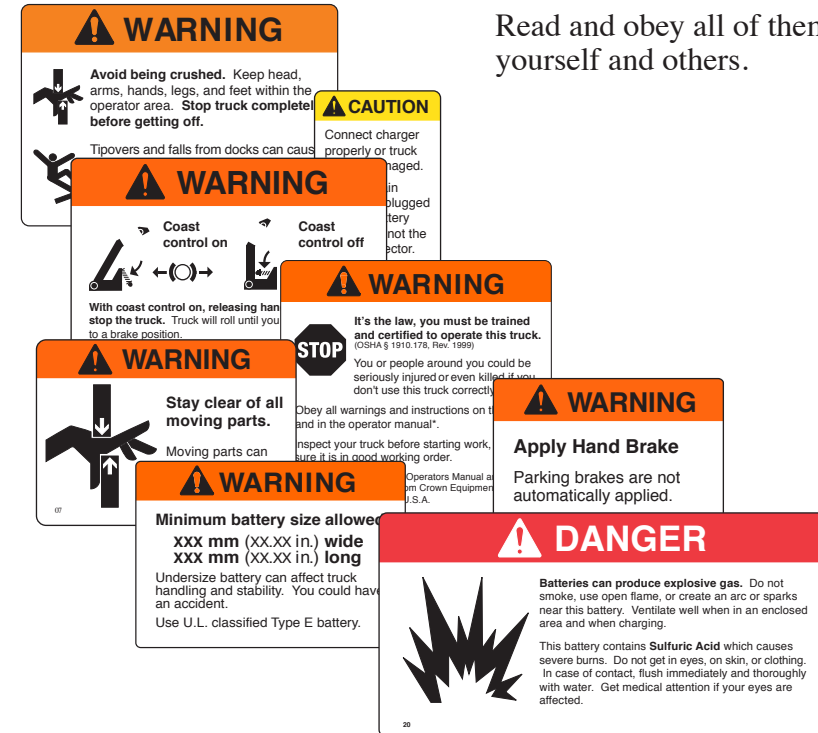 Read and obey all of them
yourself and others.
WARNING
Avoid being crushed. Keep head,
arms, hands, legs, and feet within the
operator area. Stop truck completel
before getting off.
Tipovers and falls from docks can caus
CAUTION
Connect charger
properly or truck
maged.
ain
plugged
tery
not the
ector.
WARNING
Coast
control on
Coast
control off
With coast control on, releasing han
stop the truck. Truck will roll until you
to a brake position.
WARNING
STOP
It's the law, you must be trained
and certified to operate this truck.
(OSHA § 1910.178, Rev. 1999)
You or people around you could be
seriously injured or even killed if you
don't use this truck correctly
Obey all warnings and instructions on t
and in the operator manual*.
nspect your truck before starting work,
sure it is in good working order.
Operators Manual a
om Crown Equipmen
U.S.A.
WARNING
Stay clear of all
moving parts.
Moving parts can
07
WARNING
Apply Hand Brake
Parking brakes are not
automatically applied.
WARNING
Minimum battery size allowed
xxx mm (xx.xx in.) wide
xxx mm (xx.xx in.) long
Undersize battery can affect truck
handling and stability. You could have
an accident.
Use U.L. classified Type E battery.
DANGER
Batteries can produce explosive gas. Do not
smoke, use open flame, or create an arc or sparks
near this battery. Ventilate well when in an enclosed
area and when charging.
This battery contains Sulfuric Acid which causes
severe burns. Do not get in eyes, on skin, or clothing.
In case of contact, flush immediately and thoroughly
with water. Get medical attention if your eyes are
affected.
20